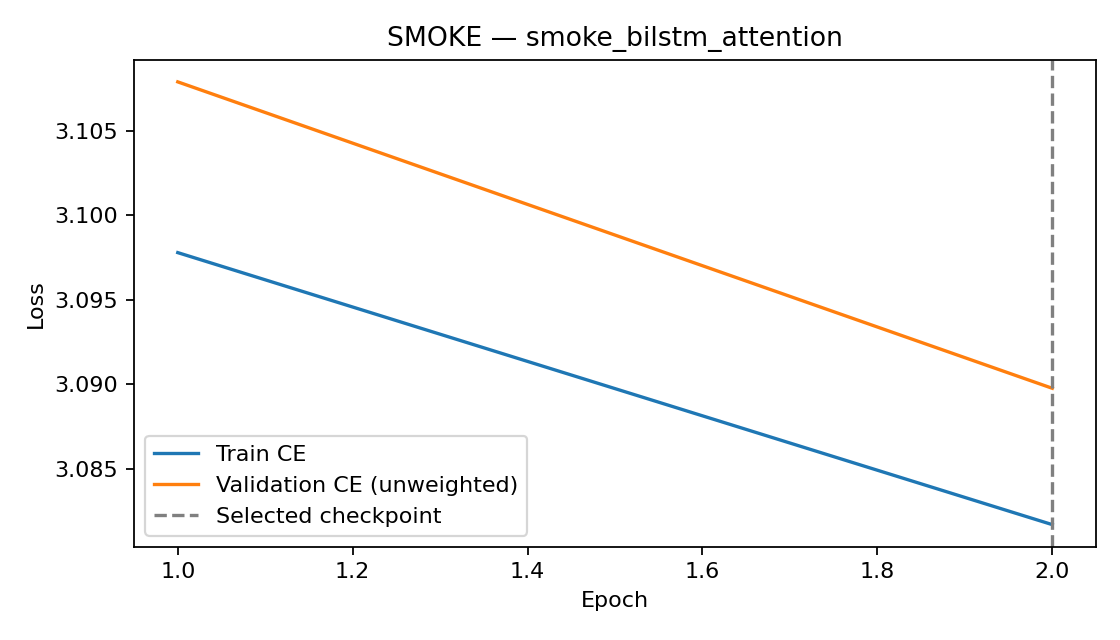 SMOKE — smoke_bilstm_attention
3.105
3.100
3.095
3.090
3.085
Loss
Train CE
Validation CE (unweighted)
Selected checkpoint
1.0 1.2 1.4 1.6 1.8 2.0
Epoch